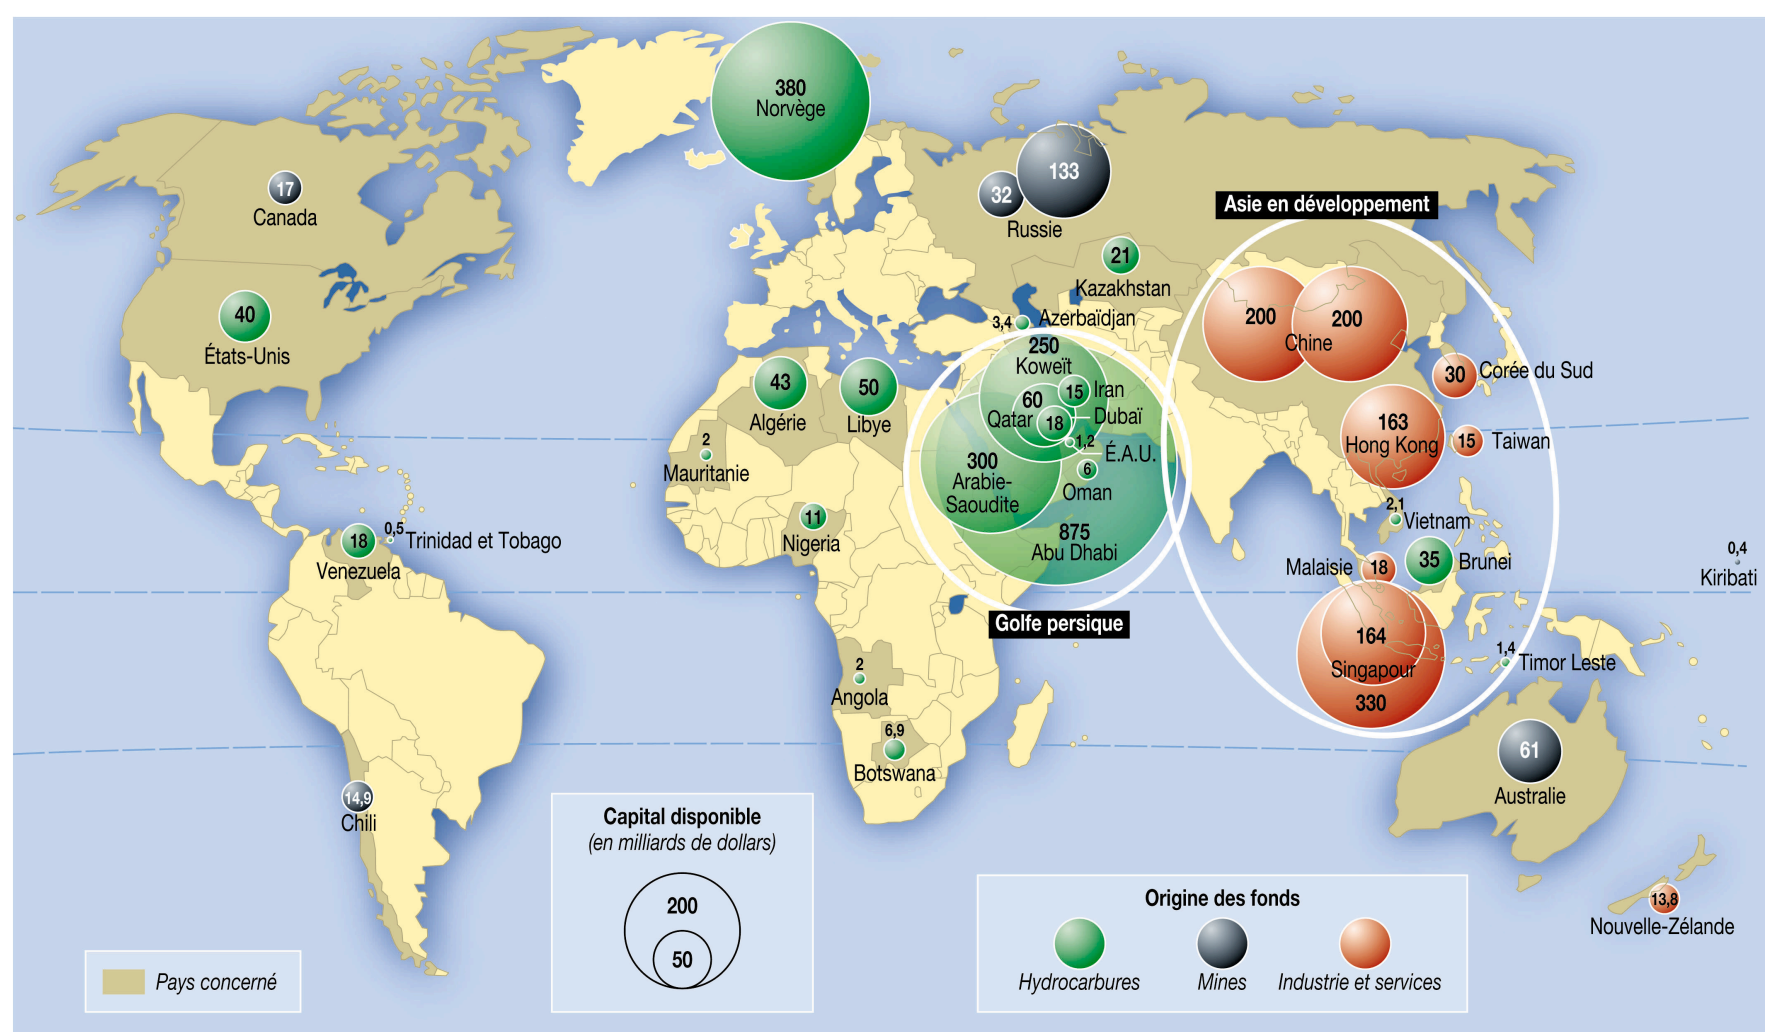 380
Norvège
17
Canada
133
32
Russie
Asie en développement
21
Kazakhstan
40
États-Unis
3,4
Azerbaïdjan
200
200
Chine
250
Koweït
43
Algérie
50
Libye
15
Iran
60
Qatar
18
Dubaï
1,2
É.A.U.
30
Corée du Sud
163
Hong Kong
15
Taiwan
2
Mauritanie
300
Arabie-
Saoudite
6
Oman
875
Abu Dhabi
11
Nigeria
2,1
Vietnam
18
Venezuela
0,5
Trinidad et Tobago
Malaisie
18
35
Brunei
0,4
Kiribati
Golfe persique
164
Singapour
330
1,4
Timor Leste
2
Angola
6,9
Botswana
61
Australie
14,9
Chili
13,8
Nouvelle-Zélande
Capital disponible
(en milliards de dollars)
200
50
Origine des fonds
Hydrocarbures
Mines
Industrie et services
Pays concerné